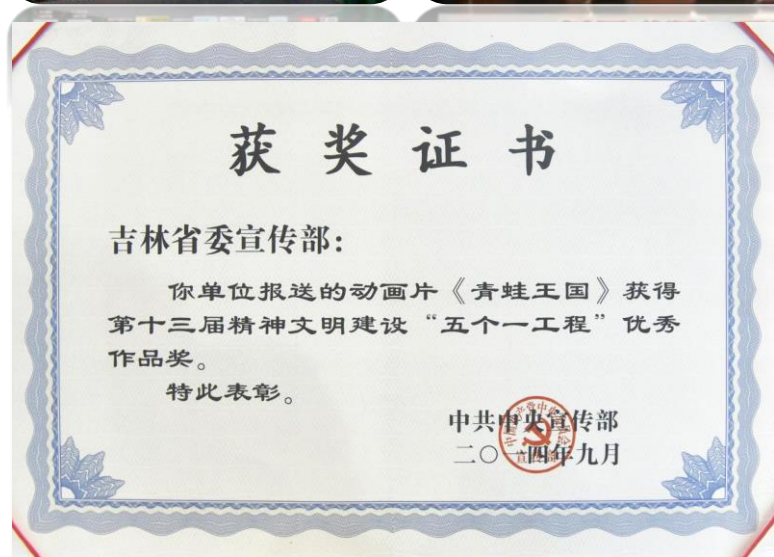 获奖证书
吉林省委宣传部：
你单位报送的动画片《青蛙王国》获得
第十三届精神文明建设“五个一工程”优秀
作品奖。
特此表彰。
中共中央宣传部
二〇一四年九月